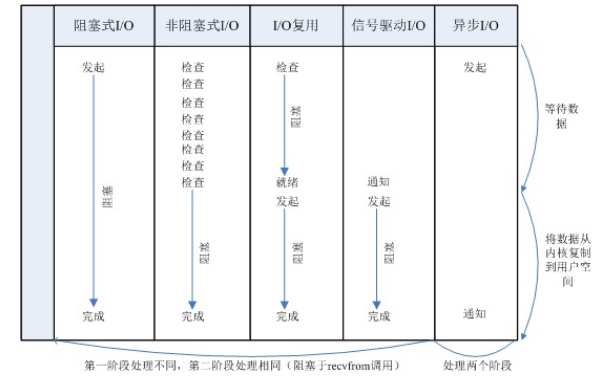 阻塞式I/O 非阻塞式I/O I/O复用 信号驱动I/O 异步I/O
发起 检查 检查 发起
检查
检查
检查
检查
检查
检查
检查 就绪 通知
发起 发起
阻塞
阻塞
阻塞
阻塞
阻塞
完成 完成 完成 完成 通知
等待数
据
将数据从
内核复制
到用户空
间
第一阶段处理不同，第二阶段处理相同（阻塞于recvfrom调用） 处理两个阶段